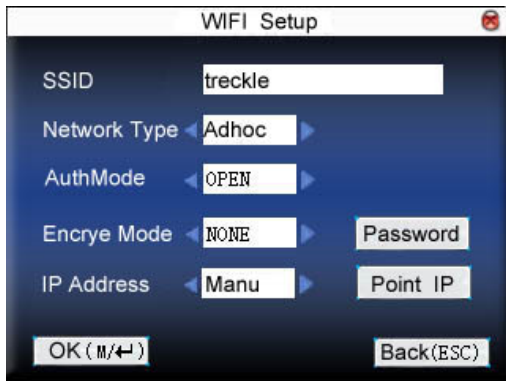 WIFI Setup
SSID treckle
Network Type Adhoc
AuthMode OPEN
Encrye Mode NONE Password
IP Address Manu Point IP
OK(M/↵) Back(ESC)